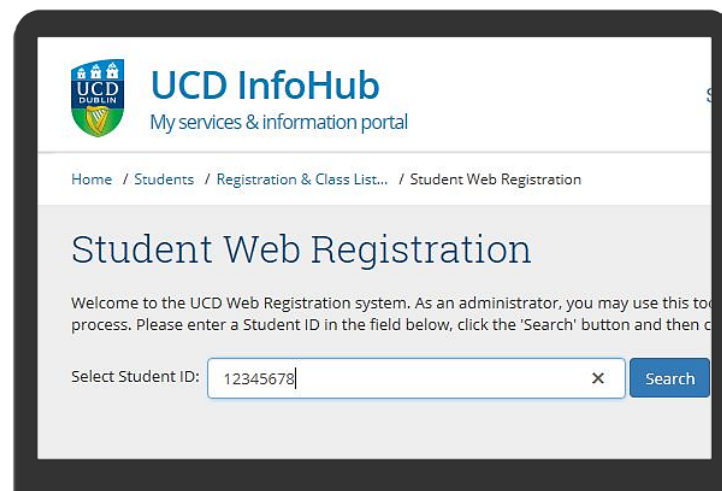 UCD
DUBLIN
UCD InfoHub
My services & information portal
Home / Students / Registration & Class List... / Student Web Registration
Student Web Registration
Welcome to the UCD Web Registration system. As an administrator, you may use this
process. Please enter a Student ID in the field below, click the 'Search' button and then
Select Student ID: 12345678 × Search